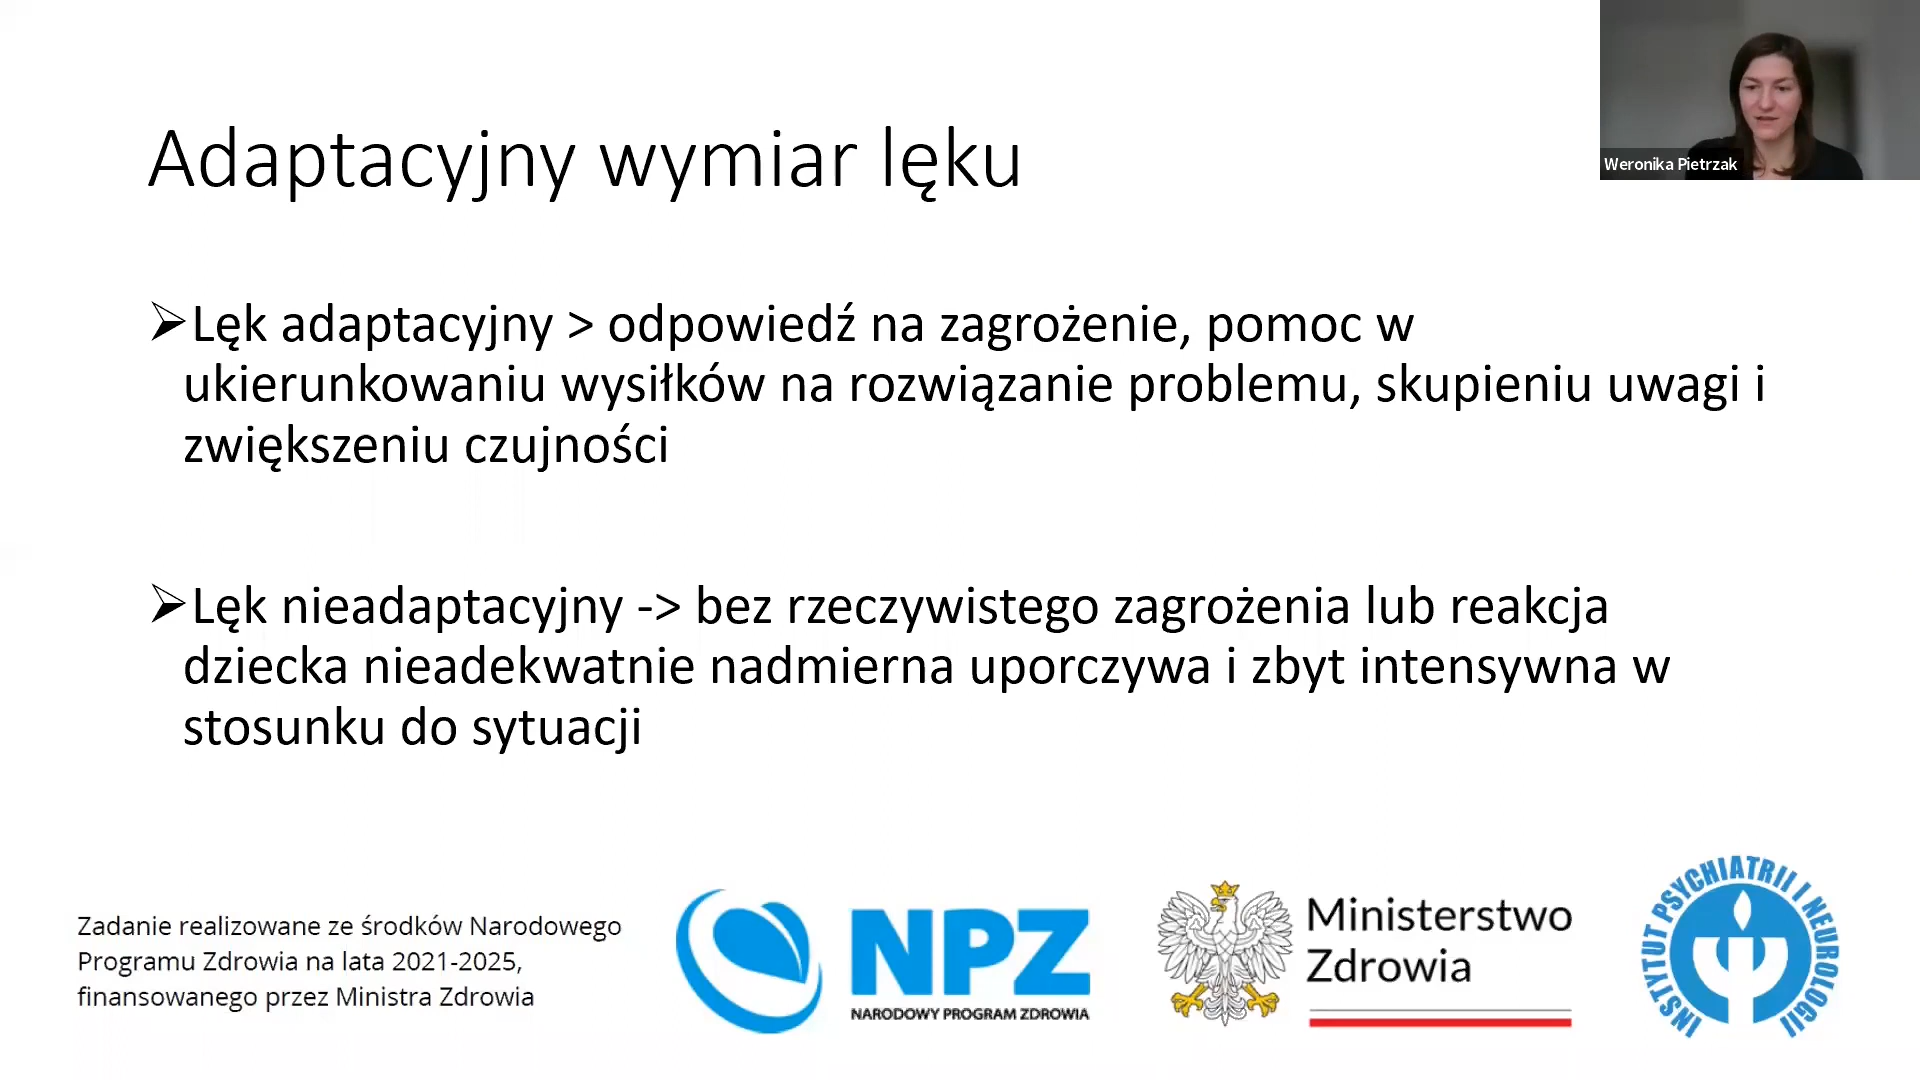 Adaptacyjny wymiar lęku
Weronika Pietrzak
Lęk adaptacyjny > odpowiedź na zagrożenie, pomoc w
ukierunkowaniu wysiłków na rozwiązanie problemu, skupieniu uwagi i
zwiększeniu czujności
Lęk nieadaptacyjny -> bez rzeczywistego zagrożenia lub reakcja
dziecka nieadekwatnie nadmierna uporczywa i zbyt intensywna w
stosunku do sytuacji
Zadanie realizowane ze środków Narodowego
Programu Zdrowia na lata 2021-2025,
finansowanego przez Ministra Zdrowia
NPZ
NARODOWY PROGRAM ZDROWIA
Ministerstwo
Zdrowia
INSTYTUT PSYCHIATRII I NEUROLOGII